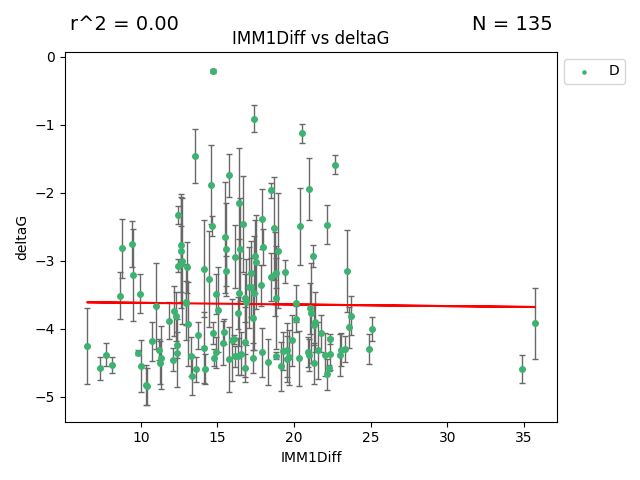 r^2 = 0.00
N = 135
IMM1Diff vs deltaG
D
deltaG
0
−1
−2
−3
−4
−5
10
15
20
25
30
35
IMM1Diff